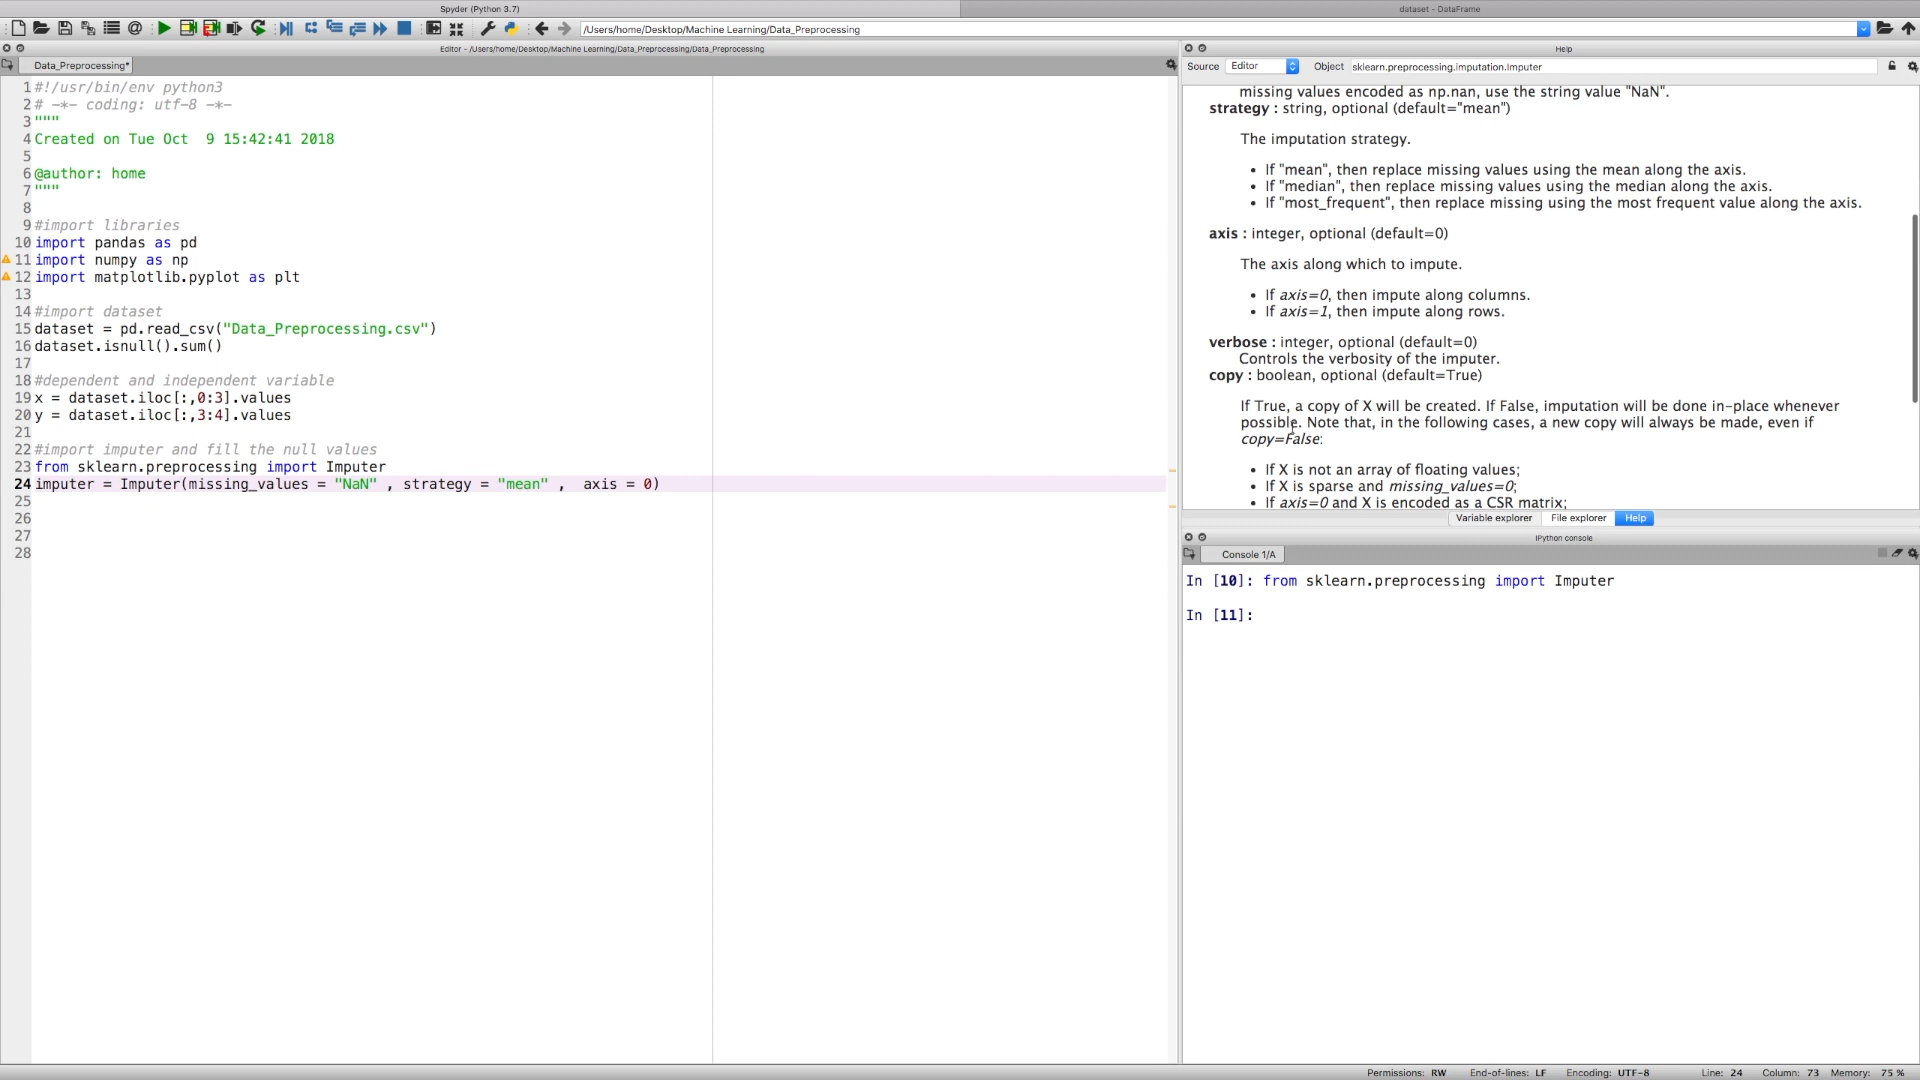 Spyder (Python 3.7)
dataset - DataFrame
/Users/home/Desktop/Machine Learning/Data_Preprocessing
Editor - /Users/home/Desktop/Machine Learning/Data_Preprocessing/Data_Preprocessing
Data_Preprocessing*
1 #!/usr/bin/env python3
2 # -*- coding: utf-8 -*-
3 """
4 Created on Tue Oct  9 15:42:41 2018
5
6 @author: home
7 """
8
9 #import libraries
10 import pandas as pd
11 import numpy as np
12 import matplotlib.pyplot as plt
13
14 #import dataset
15 dataset = pd.read_csv("Data_Preprocessing.csv")
16 dataset.isnull().sum()
17
18 #dependent and independent variable
19 x = dataset.iloc[:,0:3].values
20 y = dataset.iloc[:,3:4].values
21
22 #import imputer and fill the null values
23 from sklearn.preprocessing import Imputer
24 imputer = Imputer(missing_values = "NaN" , strategy = "mean" ,  axis = 0)
25
26
27
28
Help
Source Editor Object sklearn.preprocessing.imputation.Imputer
missing values encoded as np.nan, use the string value "NaN".
strategy : string, optional (default="mean")
The imputation strategy.
• If "mean", then replace missing values using the mean along the axis.
• If "median", then replace missing values using the median along the axis.
• If "most_frequent", then replace missing using the most frequent value along the axis.
axis : integer, optional (default=0)
The axis along which to impute.
• If axis=0, then impute along columns.
• If axis=1, then impute along rows.
verbose : integer, optional (default=0)
Controls the verbosity of the imputer.
copy : boolean, optional (default=True)
If True, a copy of X will be created. If False, imputation will be done in-place whenever
possible. Note that, in the following cases, a new copy will always be made, even if
copy=False:
• If X is not an array of floating values;
• If X is sparse and missing_values=0;
• If axis=0 and X is encoded as a CSR matrix;
Variable explorer File explorer Help
IPython console
Console 1/A
In [10]: from sklearn.preprocessing import Imputer
In [11]:
Permissions: RW End-of-lines: LF Encoding: UTF-8 Line: 24 Column: 73 Memory: 75 %